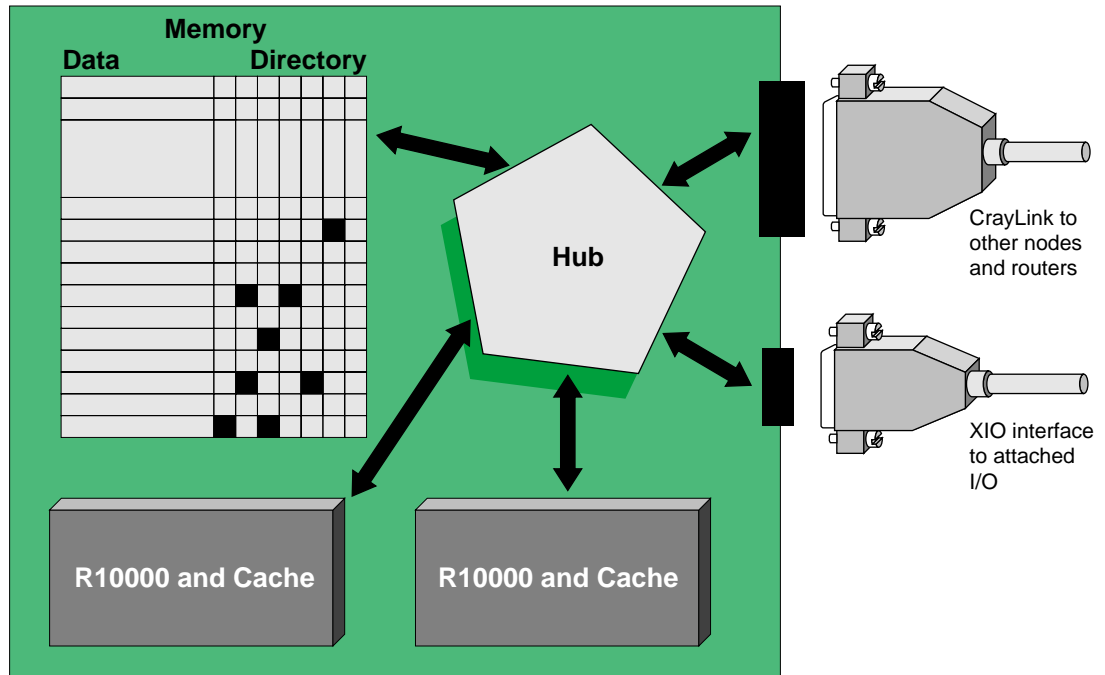 Memory
Data Directory
Hub
CrayLink to
other nodes
and routers
XIO interface
to attached
I/O
R10000 and Cache
R10000 and Cache